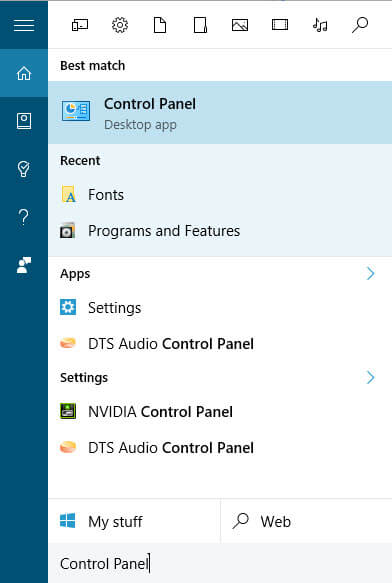 Best match
Control Panel
Desktop app
Recent
Fonts
Programs and Features
Apps
Settings
DTS Audio Control Panel
Settings
NVIDIA Control Panel
DTS Audio Control Panel
My stuff
Web
Control Panel